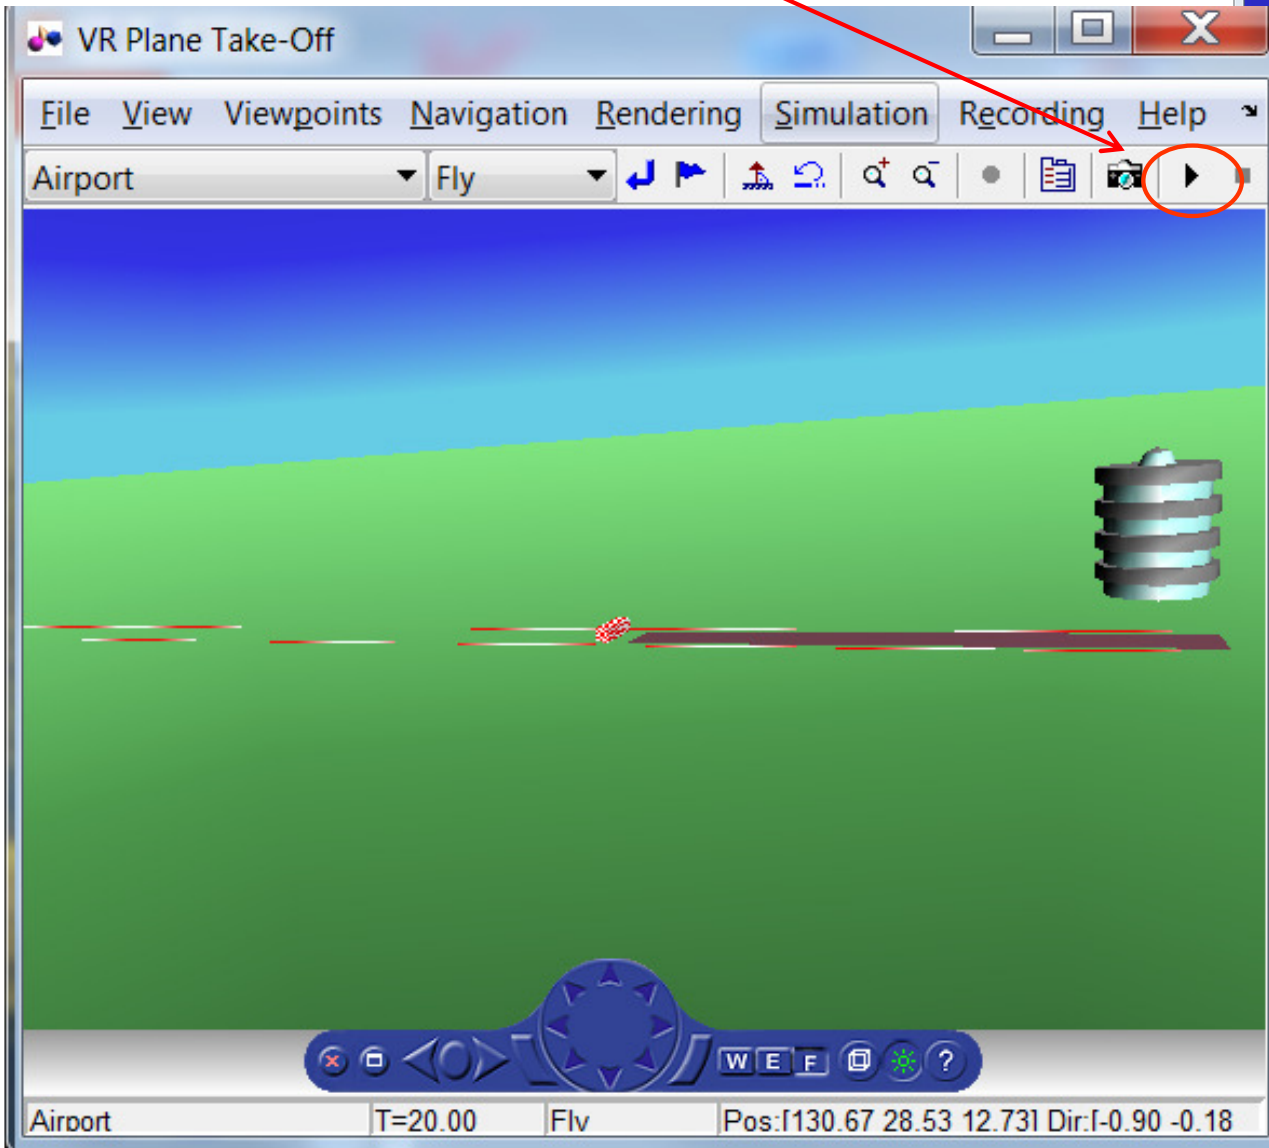 VR Plane Take-Off
File View Viewpoints Navigation Rendering Simulation Recording Help
Airport Fly
W E F ?
Airport T=20.00 Fly Pos:[130.67 28.53 12.73] Dir:[-0.90 -0.18